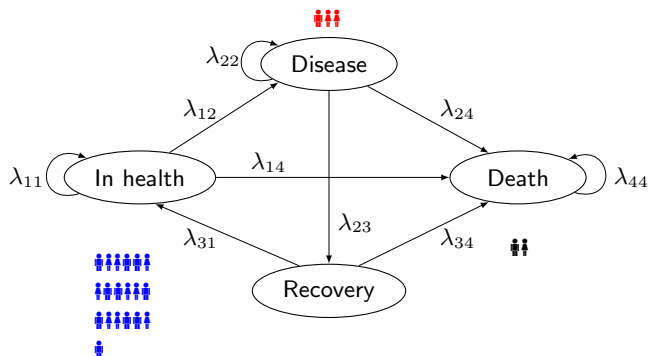 Disease
λ22
λ12
λ24
In health
λ11
λ14
Death
λ44
λ23
λ31
λ34
Recovery